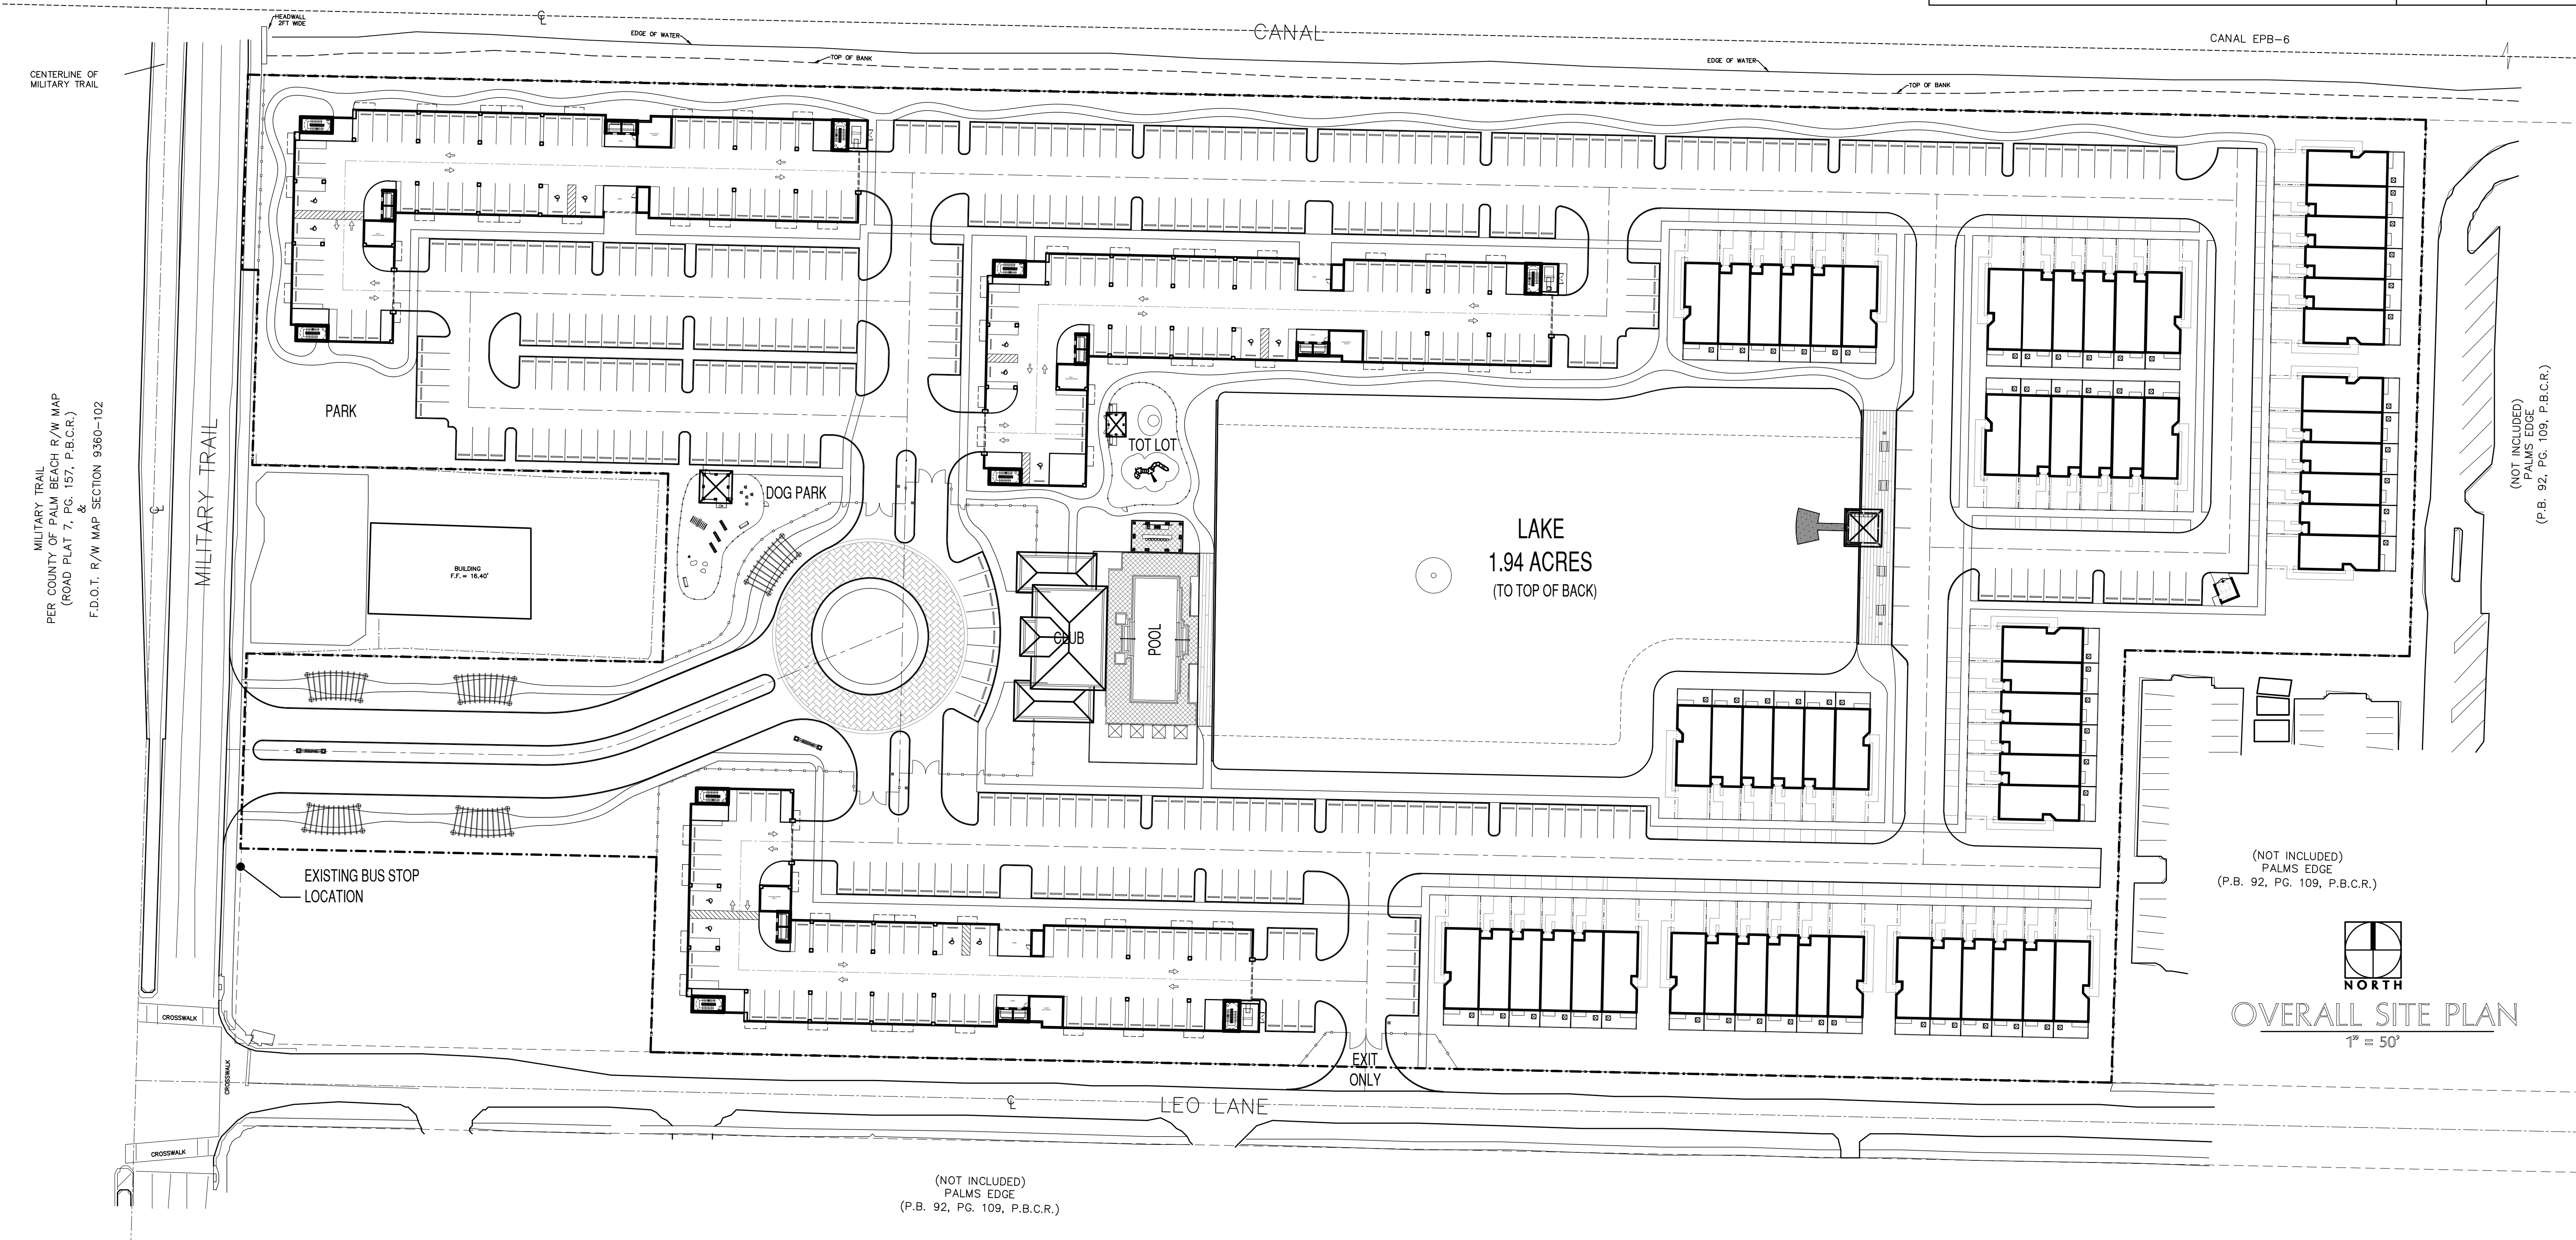 HEADWALL
2FT WIDE
EDGE OF WATER
CANAL
CANAL EPB-6
TOP OF BANK
EDGE OF WATER
TOP OF BANK
CENTERLINE OF
MILITARY TRAIL
MILITARY TRAIL
PER COUNTY OF PALM BEACH R/W MAP
(ROAD PLAT 7, PG. 157, P.B.C.R.)
&
F.D.O.T. R/W MAP SECTION 9360-102
MILITARY TRAIL
PARK
DOG PARK
TOT LOT
BUILDING
F.F. = 16.40'
CLUB
POOL
LAKE
1.94 ACRES
(TO TOP OF BACK)
(NOT INCLUDED)
PALMS EDGE
(P.B. 92, PG. 109, P.B.C.R.)
EXISTING BUS STOP
LOCATION
(NOT INCLUDED)
PALMS EDGE
(P.B. 92, PG. 109, P.B.C.R.)
NORTH
OVERALL SITE PLAN
1" = 50'
CROSSWALK
CROSSWALK
CROSSWALK
EXIT
ONLY
LEO LANE
(NOT INCLUDED)
PALMS EDGE
(P.B. 92, PG. 109, P.B.C.R.)